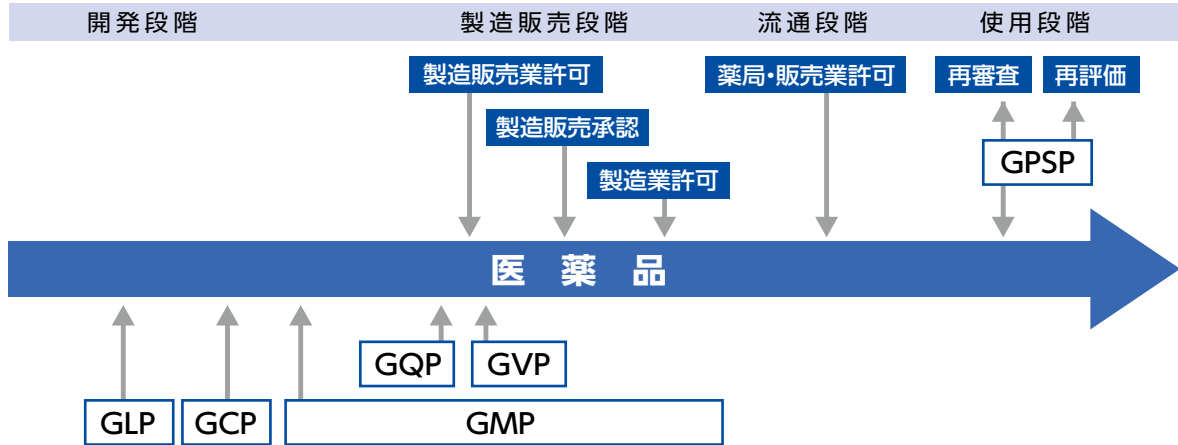 開発段階 製造販売段階 流通段階 使用段階
製造販売業許可 薬局・販売業許可 再審査 再評価
製造販売承認
GPSP
製造業許可
医薬品
GQP GVP
GLP GCP GMP